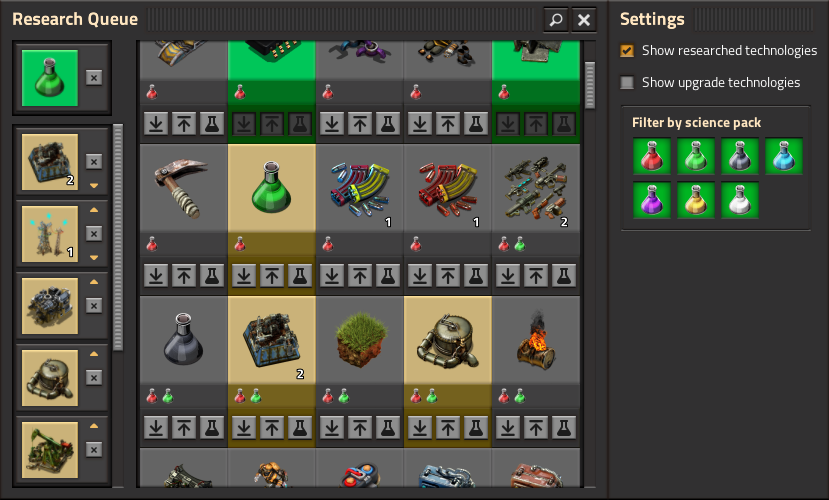 Research Queue
Settings
Show researched technologies
Show upgrade technologies
Filter by science pack
2
1
1
1
2
2